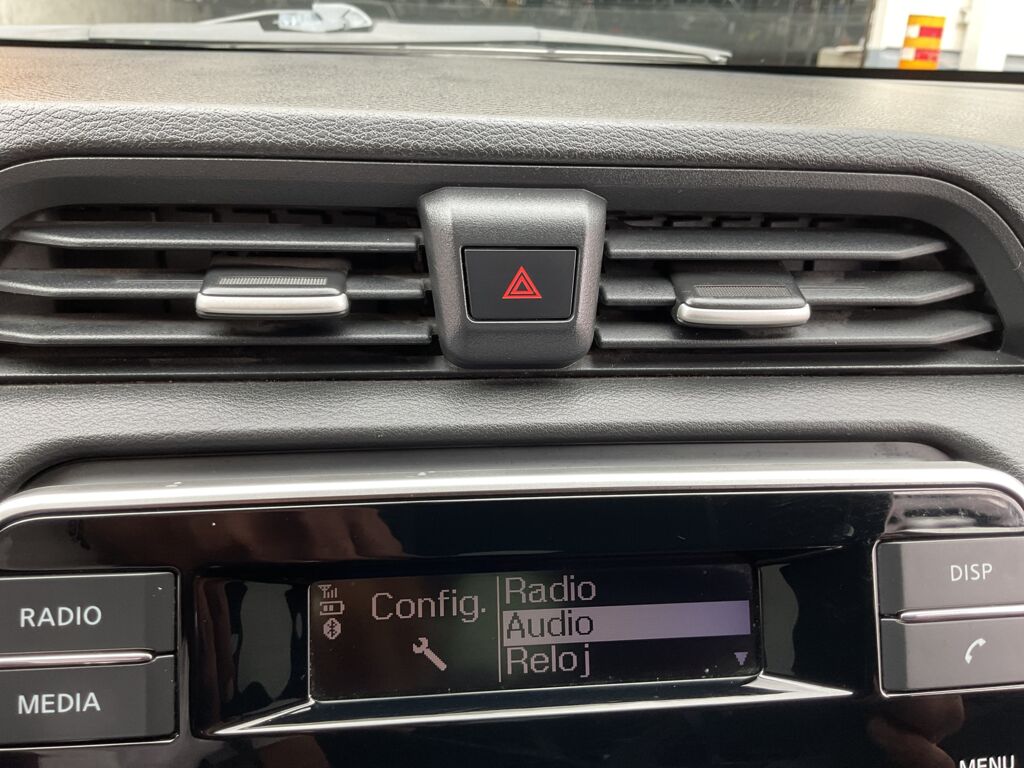 RADIO
MEDIA
Config.
Radio
Audio
Reloj
DISP
MENU